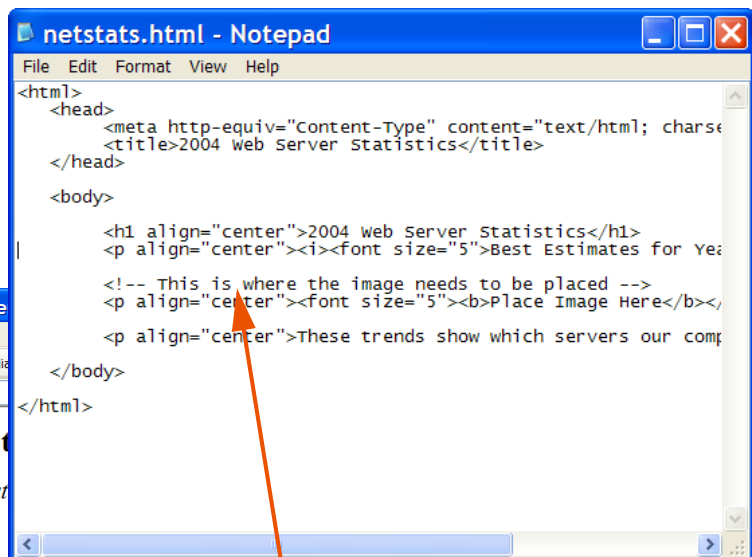 netstats.html - Notepad
File Edit Format View Help
<html>
<head>
<meta http-equiv="Content-Type" content="text/html; charse
<title>2004 Web Server Statistics</title>
</head>
<body>
<h1 align="center">2004 Web Server Statistics</h1>
<p align="center"><i><font size="5">Best Estimates for Yea
<!-- This is where the image needs to be placed -->
<p align="center"><font size="5"><b>Place Image Here</b></
<p align="center">These trends show which servers our comp
</body>
</html>